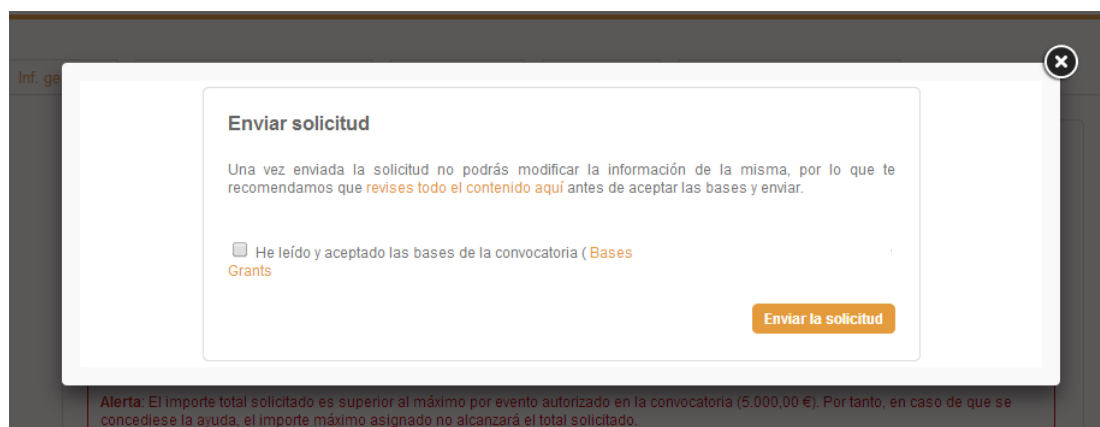 Inf. ge
Enviar solicitud
Una vez enviada la solicitud no podrás modificar la información de la misma, por lo que te
recomendamos que revises todo el contenido aquí antes de aceptar las bases y enviar.
He leído y aceptado las bases de la convocatoria ( Bases
Grants
Enviar la solicitud
Alerta: El importe total solicitado es superior al máximo por evento autorizado en la convocatoria (5.000,00 €). Por tanto, en caso de que se
concediese la ayuda, el importe máximo asignado no alcanzará el total solicitado.